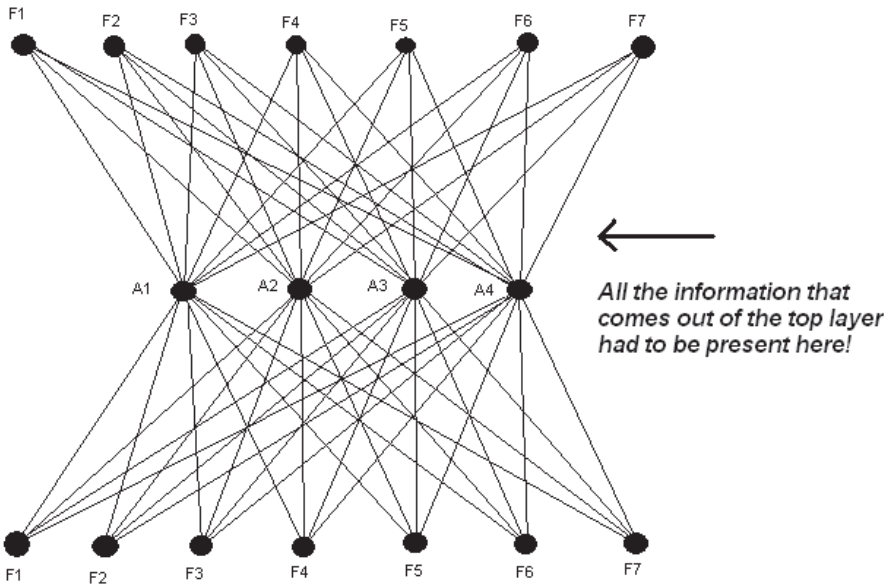 F1 F2 F3 F4 F5 F6 F7
A1 A2 A3 A4
All the information that
comes out of the top layer
had to be present here!
F1 F2 F3 F4 F5 F6 F7